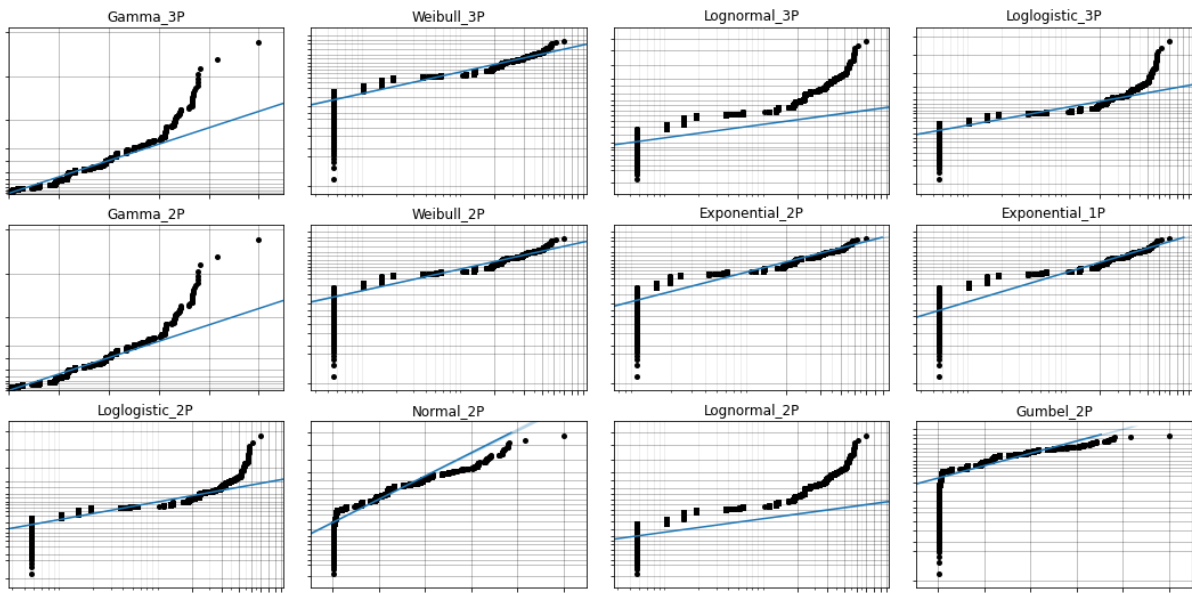 Gamma_3P
Weibull_3P
Lognormal_3P
Loglogistic_3P
Gamma_2P
Weibull_2P
Exponential_2P
Exponential_1P
Loglogistic_2P
Normal_2P
Lognormal_2P
Gumbel_2P